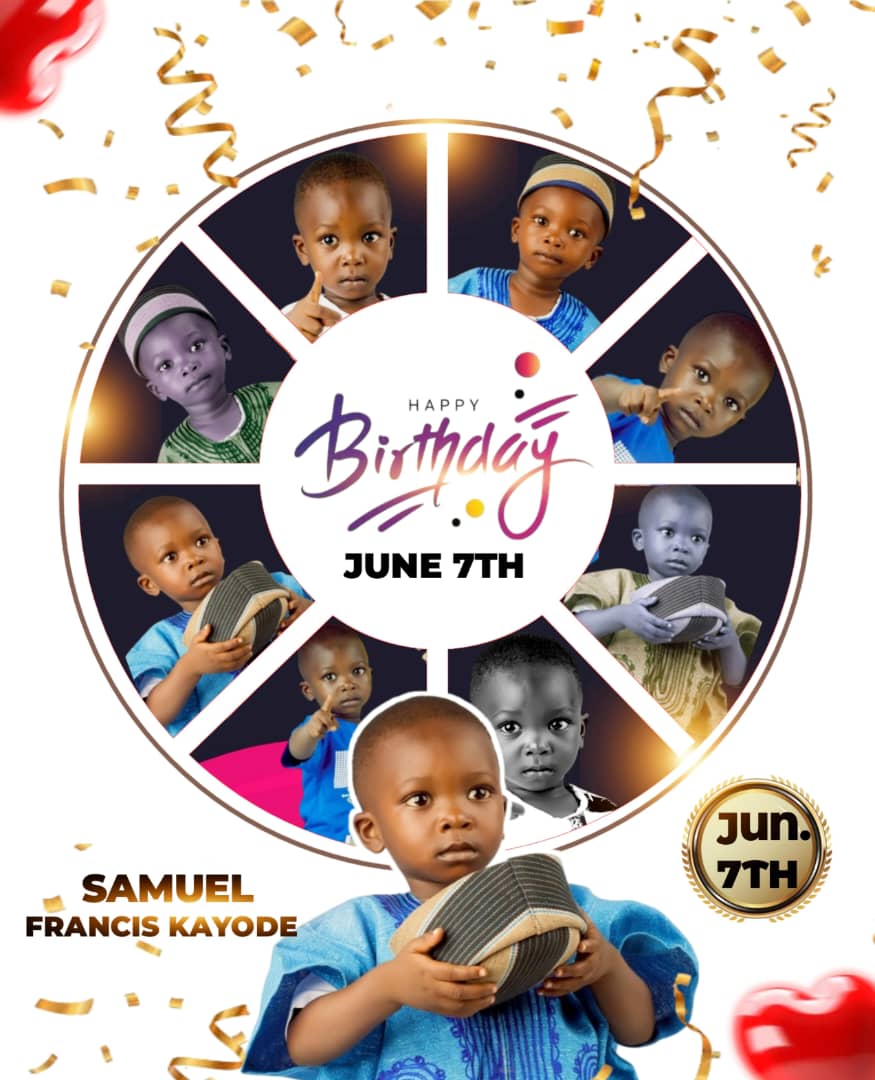 HAPPY
Birthday
JUNE 7TH
Jun.
7TH
SAMUEL
FRANCIS KAYODE